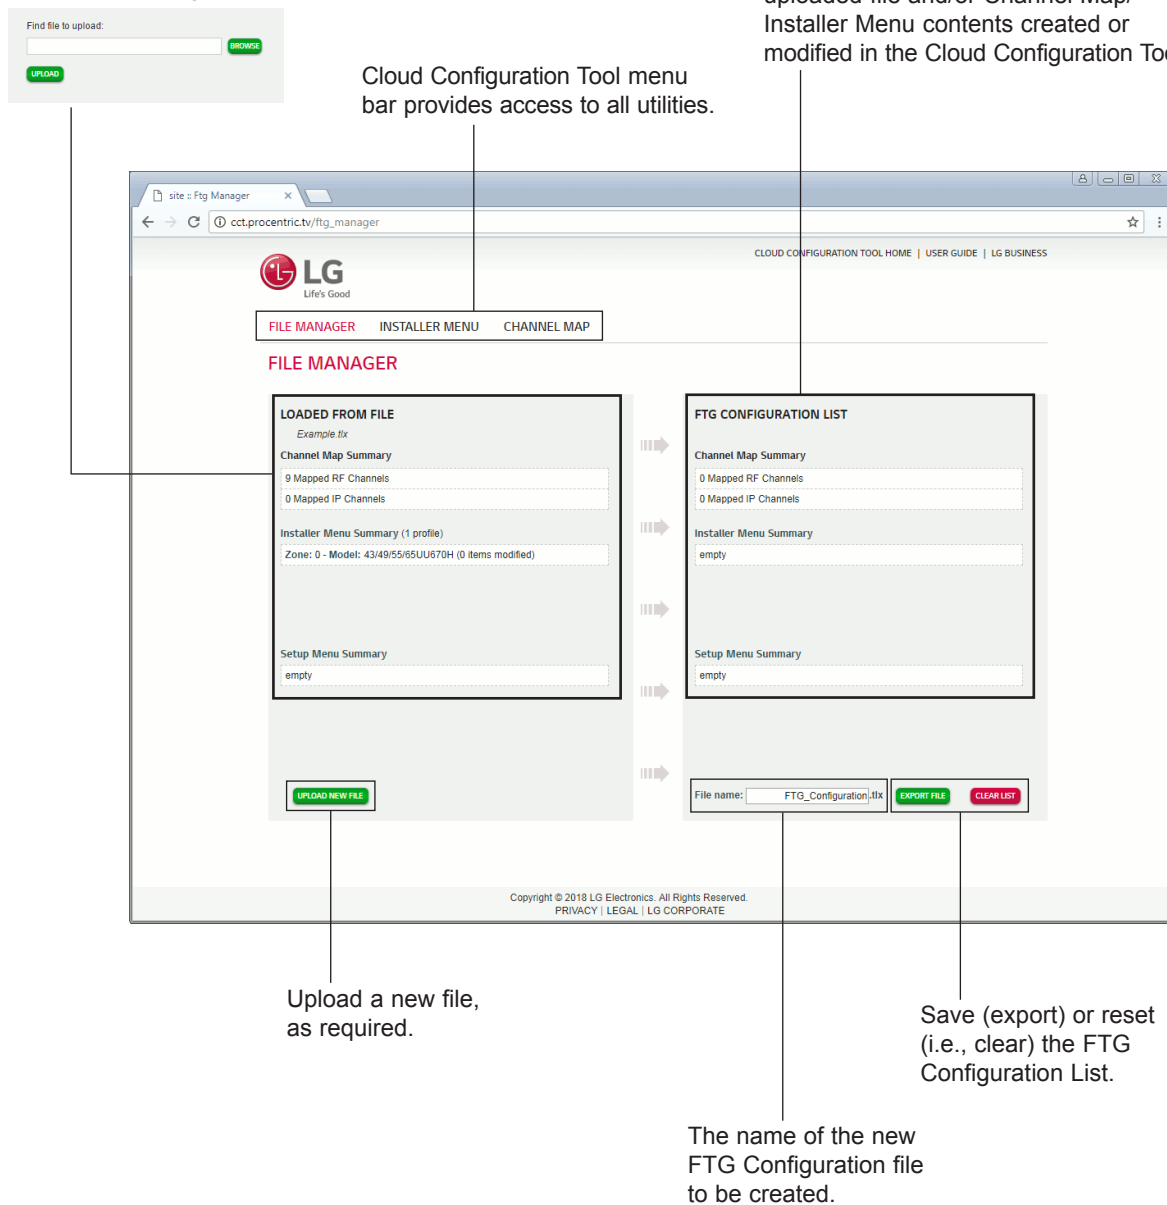 uploaded file and/or Channel Map/
Installer Menu contents created or
modified in the Cloud Configuration
Find file to upload:
BROWSE
UPLOAD
Cloud Configuration Tool menu
bar provides access to all utilities.
site :: Ftg Manager
cct.procentric.tv/ftg_manager
CLOUD CONFIGURATION TOOL HOME | USER GUIDE | LG BUSINESS
LG
Life's Good
FILE MANAGER INSTALLER MENU CHANNEL MAP
FILE MANAGER
LOADED FROM FILE
Example.tlx
Channel Map Summary
9 Mapped RF Channels
0 Mapped IP Channels
Installer Menu Summary (1 profile)
Zone: 0 - Model: 43/49/55/65UU670H (0 items modified)
Setup Menu Summary
empty
UPLOAD NEW FILE
FTG CONFIGURATION LIST
Channel Map Summary
0 Mapped RF Channels
0 Mapped IP Channels
Installer Menu Summary
empty
Setup Menu Summary
empty
File name: FTG_Configuration .tlx EXPORT FILE CLEAR LIST
Copyright © 2018 LG Electronics. All Rights Reserved.
PRIVACY | LEGAL | LG CORPORATE
Upload a new file,
as required.
Save (export) or reset
(i.e., clear) the FTG
Configuration List.
The name of the new
FTG Configuration file
to be created.